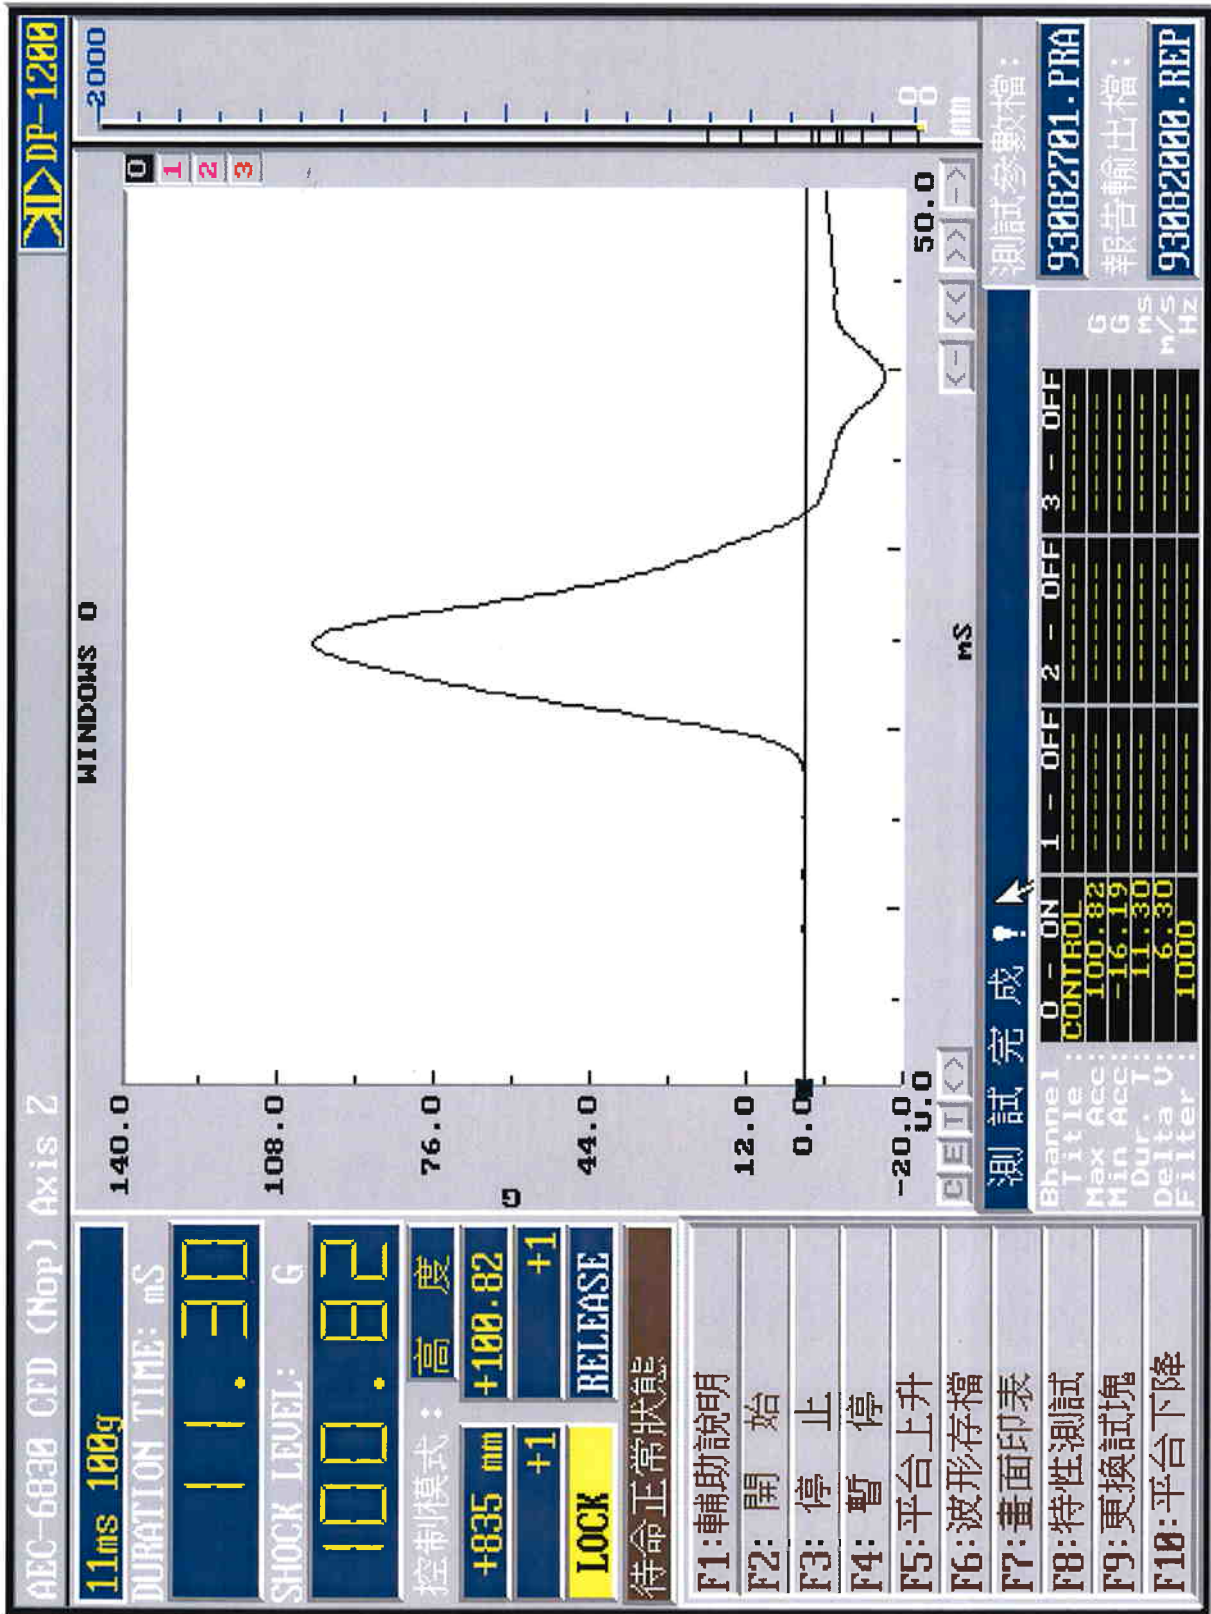 AEC-6830 CFD (Nop) Axis Z
DP-1200
11ms 100g
DURATION TIME: mS
11.30
SHOCK LEVEL: G
100.82
控制模式:
高 度
+835 mm
+100.82
+1
+1
LOCK
RELEASE
待命正常狀態
F1:輔助說明
F2: 開 始
F3: 停 止
F4: 暫 停
F5:平台上升
F6:波形存檔
F7:畫面印表
F8:特性測試
F9:更換試塊
F10:平台下降
WINDOWS 0
140.0
108.0
76.0
G
44.0
12.0
0.0
-20.0
0.0
mS
50.0
0
1
2
3
2000
0
0
mm
C
E
T
<>
<-
<<
>>
->
測 試 完 成 !
Bhannel
0 - ON
1 - OFF
2 - OFF
3 - OFF
Title :
CONTROL
------
------
------
Max Acc:
100.82
------
------
------
G
Min Acc:
-16.19
------
------
------
G
Dur. T:
11.30
------
------
------
Ms
Delta V:
6.30
------
------
------
m/s
Filter :
1000
------
------
------
Hz
測試參數檔:
93082701.PRA
報告輸出檔:
93082000.REP